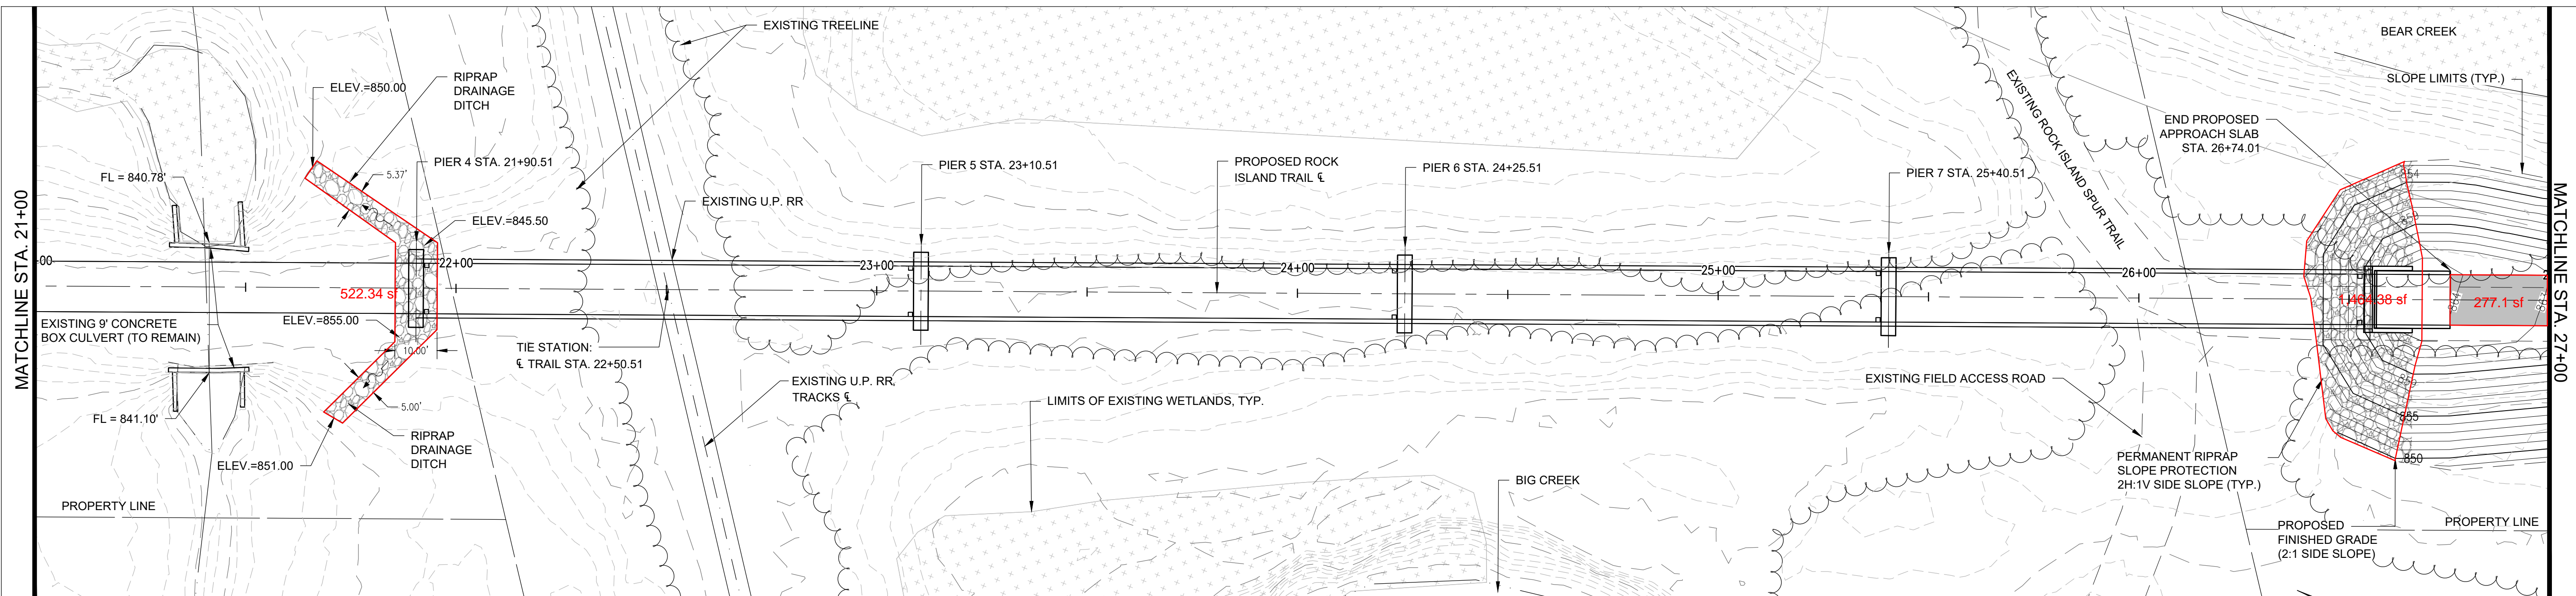 MATCHLINE STA. 21+00
EXISTING TREELINE
RIPRAP
DRAINAGE
DITCH
ELEV.=850.00
5.37'
PIER 4 STA. 21+90.51
FL = 840.78'
ELEV.=845.50
EXISTING U.P. RR
PIER 5 STA. 23+10.51
PROPOSED ROCK
ISLAND TRAIL ℄
PIER 6 STA. 24+25.51
PIER 7 STA. 25+40.51
EXISTING ROCK ISLAND SPUR TRAIL
END PROPOSED
APPROACH SLAB
STA. 26+74.01
BEAR CREEK
SLOPE LIMITS (TYP.)
MATCHLINE STA. 27+00
+00
22+00
23+00
24+00
25+00
26+00
522.34 sf
277.1 sf
ELEV.=855.00
10.00'
EXISTING 9' CONCRETE
BOX CULVERT (TO REMAIN)
TIE STATION:
℄ TRAIL STA. 22+50.51
EXISTING U.P. RR.
TRACKS ℄
LIMITS OF EXISTING WETLANDS, TYP.
EXISTING FIELD ACCESS ROAD
FL = 841.10'
5.00'
RIPRAP
DRAINAGE
DITCH
ELEV.=851.00
PROPERTY LINE
BIG CREEK
PERMANENT RIPRAP
SLOPE PROTECTION
2H:1V SIDE SLOPE (TYP.)
850
PROPOSED
FINISHED GRADE
(2:1 SIDE SLOPE)
PROPERTY LINE